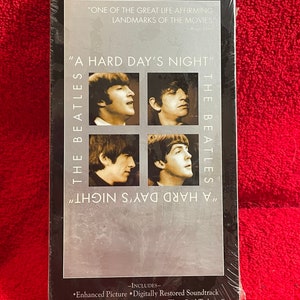 "ONE OF THE GREAT LIFE-AFFIRMING
LANDMARKS OF THE MOVIES"
"A HARD DAY'S NIGHT"
THE BEATLES
THE BEATLES
"A HARD DAY'S NIGHT"
–INCLUDES–
•Enhanced Picture •Digitally Restored Soundtrack